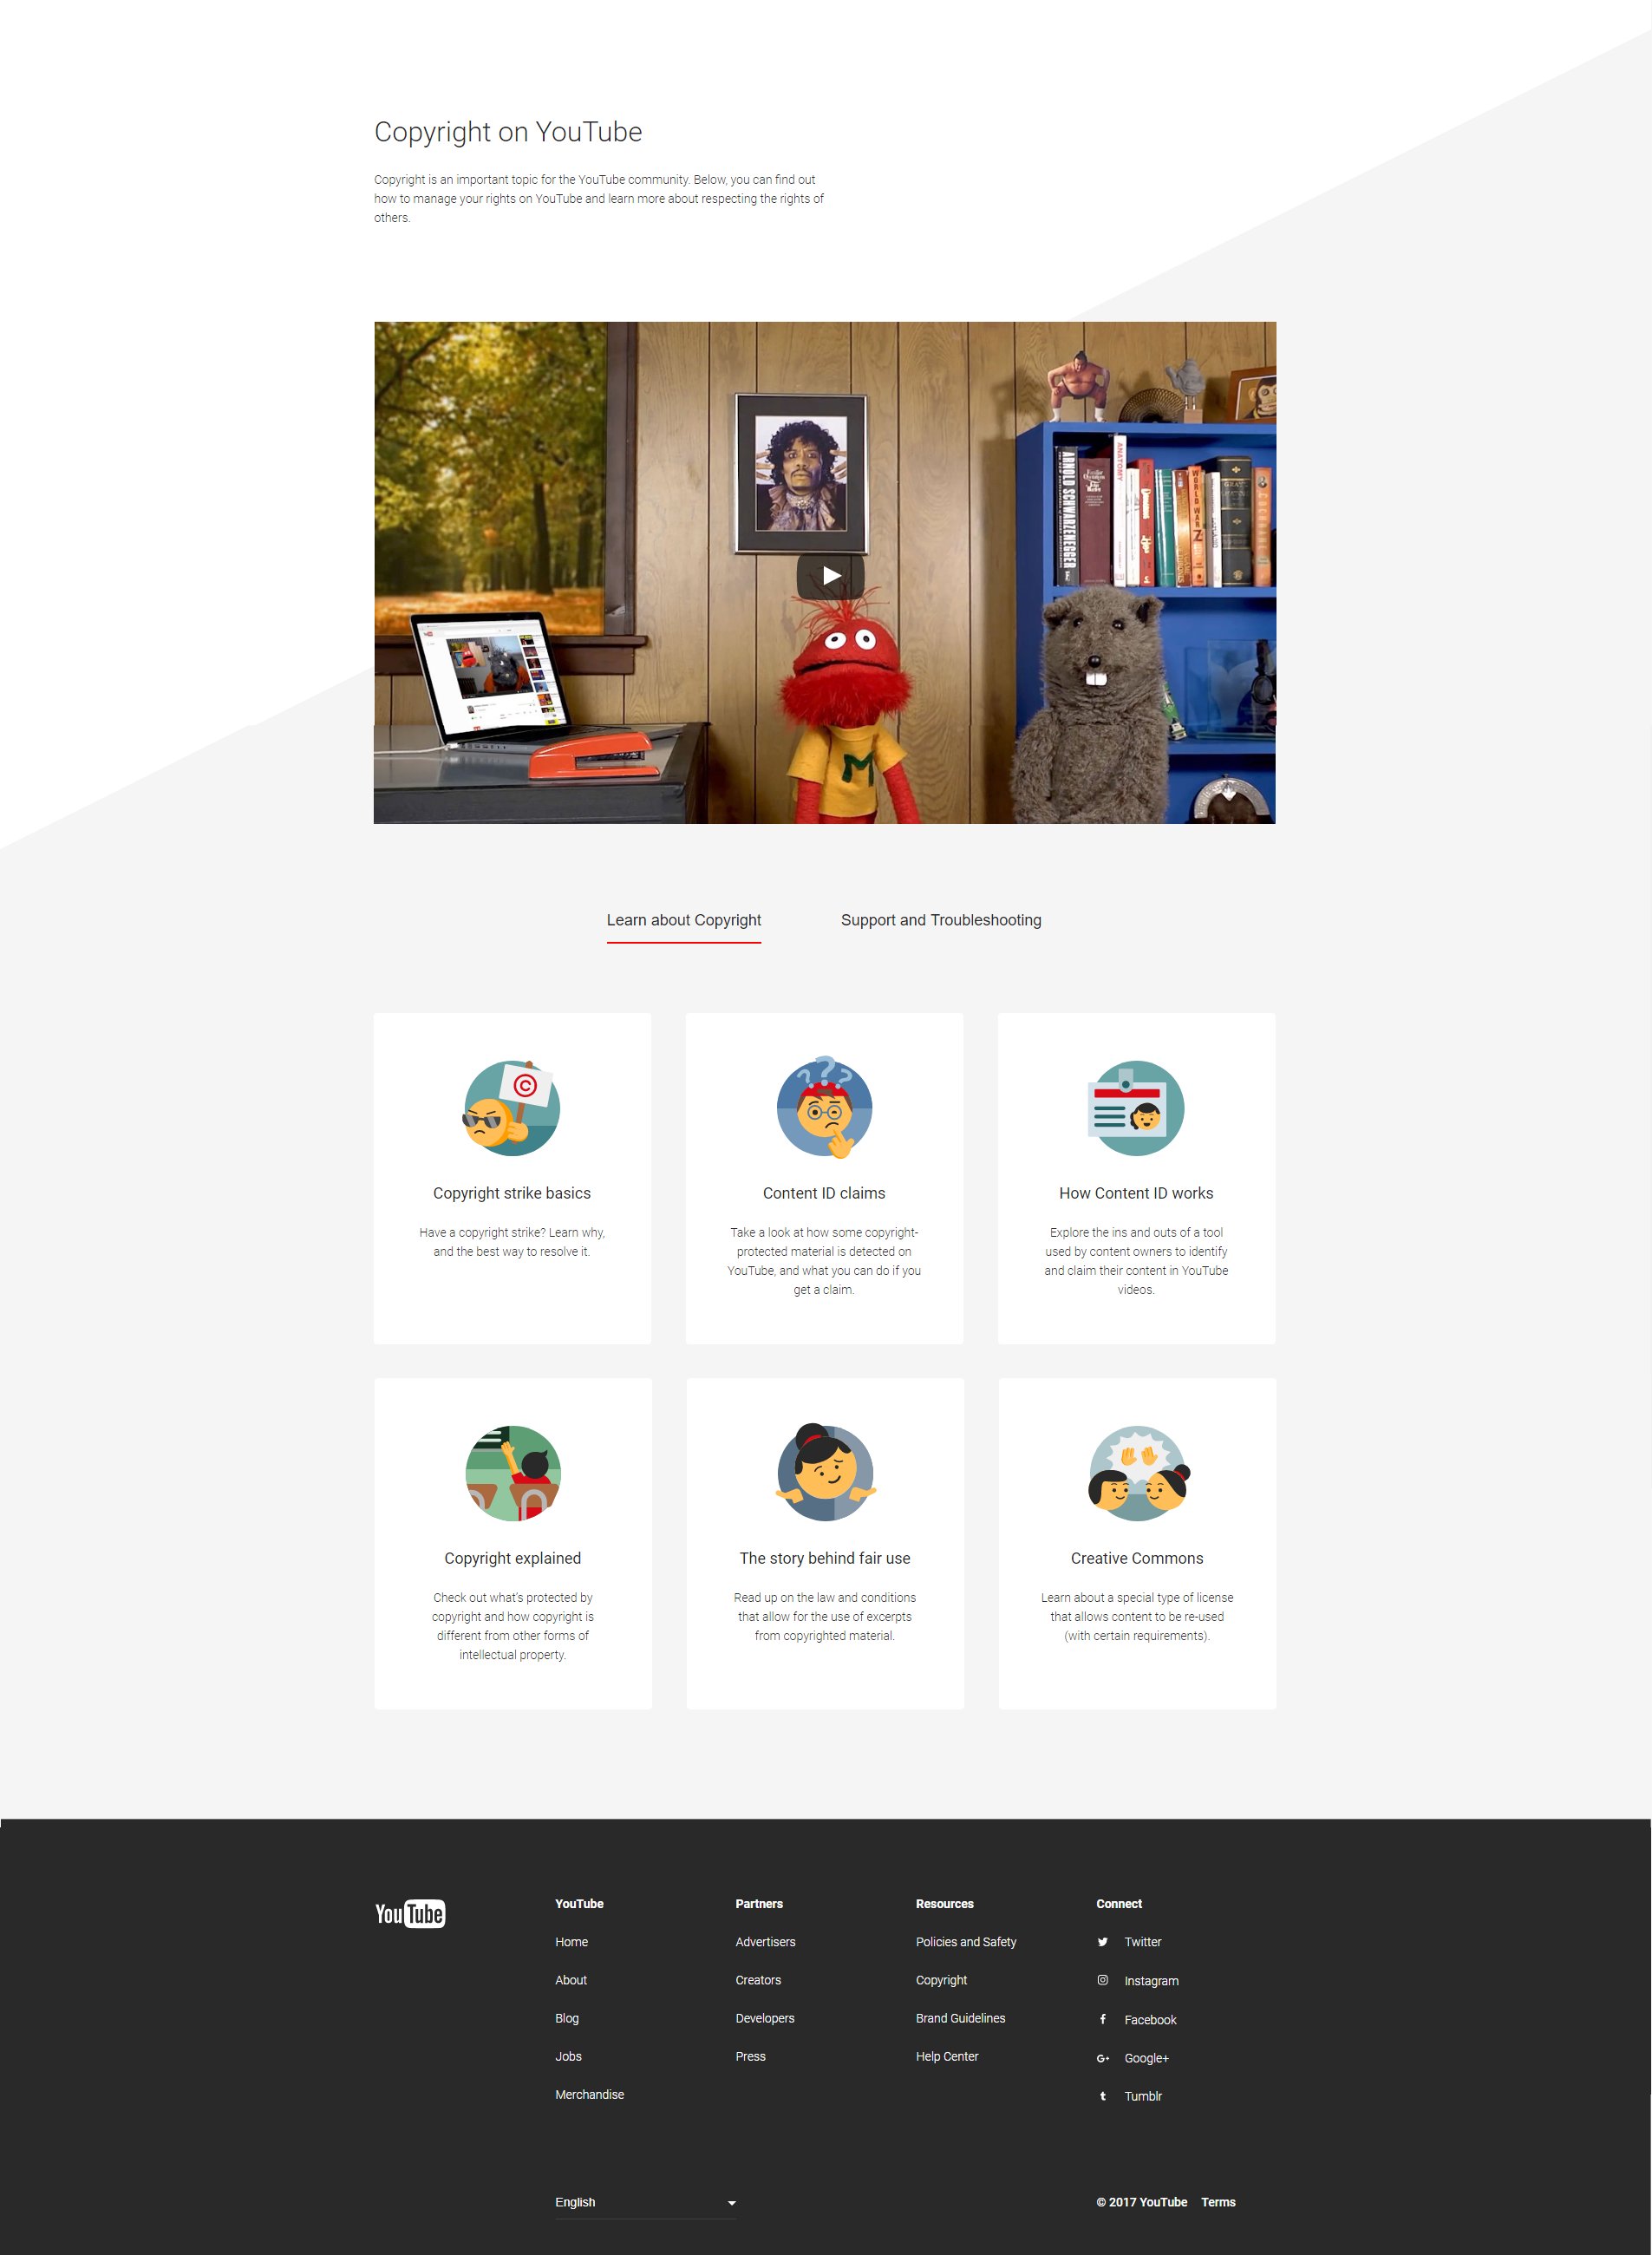 Copyright on YouTube
Copyright is an important topic for the YouTube community. Below, you can find out
how to manage your rights on YouTube and learn more about respecting the rights of
others.
ARNOLD SCHWARZENEGGER
ANATOMY
WORLD WAR Z
GRAY'S
M
Learn about Copyright
Support and Troubleshooting
©
? ? ?
Copyright strike basics
Have a copyright strike? Learn why,
and the best way to resolve it.
Content ID claims
Take a look at how some copyright-
protected material is detected on
YouTube, and what you can do if you
get a claim.
How Content ID works
Explore the ins and outs of a tool
used by content owners to identify
and claim their content in YouTube
videos.
Copyright explained
Check out what's protected by
copyright and how copyright is
different from other forms of
intellectual property.
The story behind fair use
Read up on the law and conditions
that allow for the use of excerpts
from copyrighted material.
Creative Commons
Learn about a special type of license
that allows content to be re-used
(with certain requirements).
YouTube
YouTube
Home
About
Blog
Jobs
Merchandise
Partners
Advertisers
Creators
Developers
Press
Resources
Policies and Safety
Copyright
Brand Guidelines
Help Center
Connect
Twitter
Instagram
Facebook
Google+
Tumblr
English
© 2017 YouTube Terms